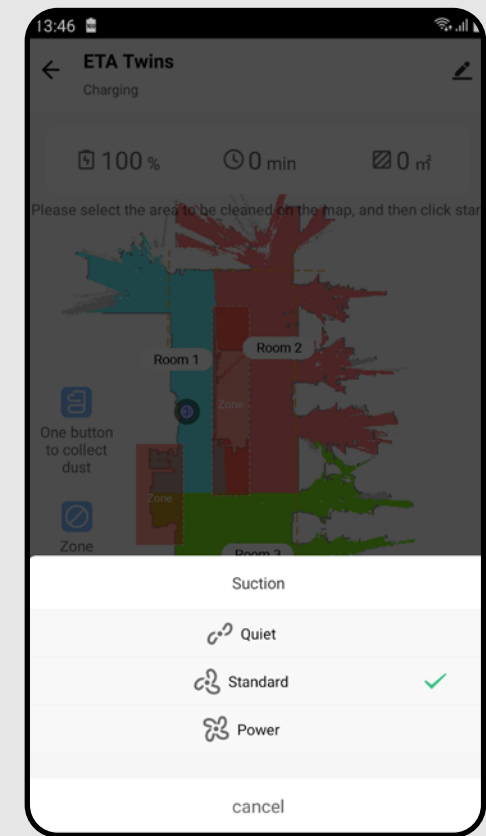 13:46
ETA Twins
Charging
100 %
0 min
0 ㎡
Please select the area to be cleaned on the map, and then click star
Room 1
Room 2
Zone
One button
to collect
dust
Zone
Zone
Room 3
Suction
Quiet
Standard
Power
cancel